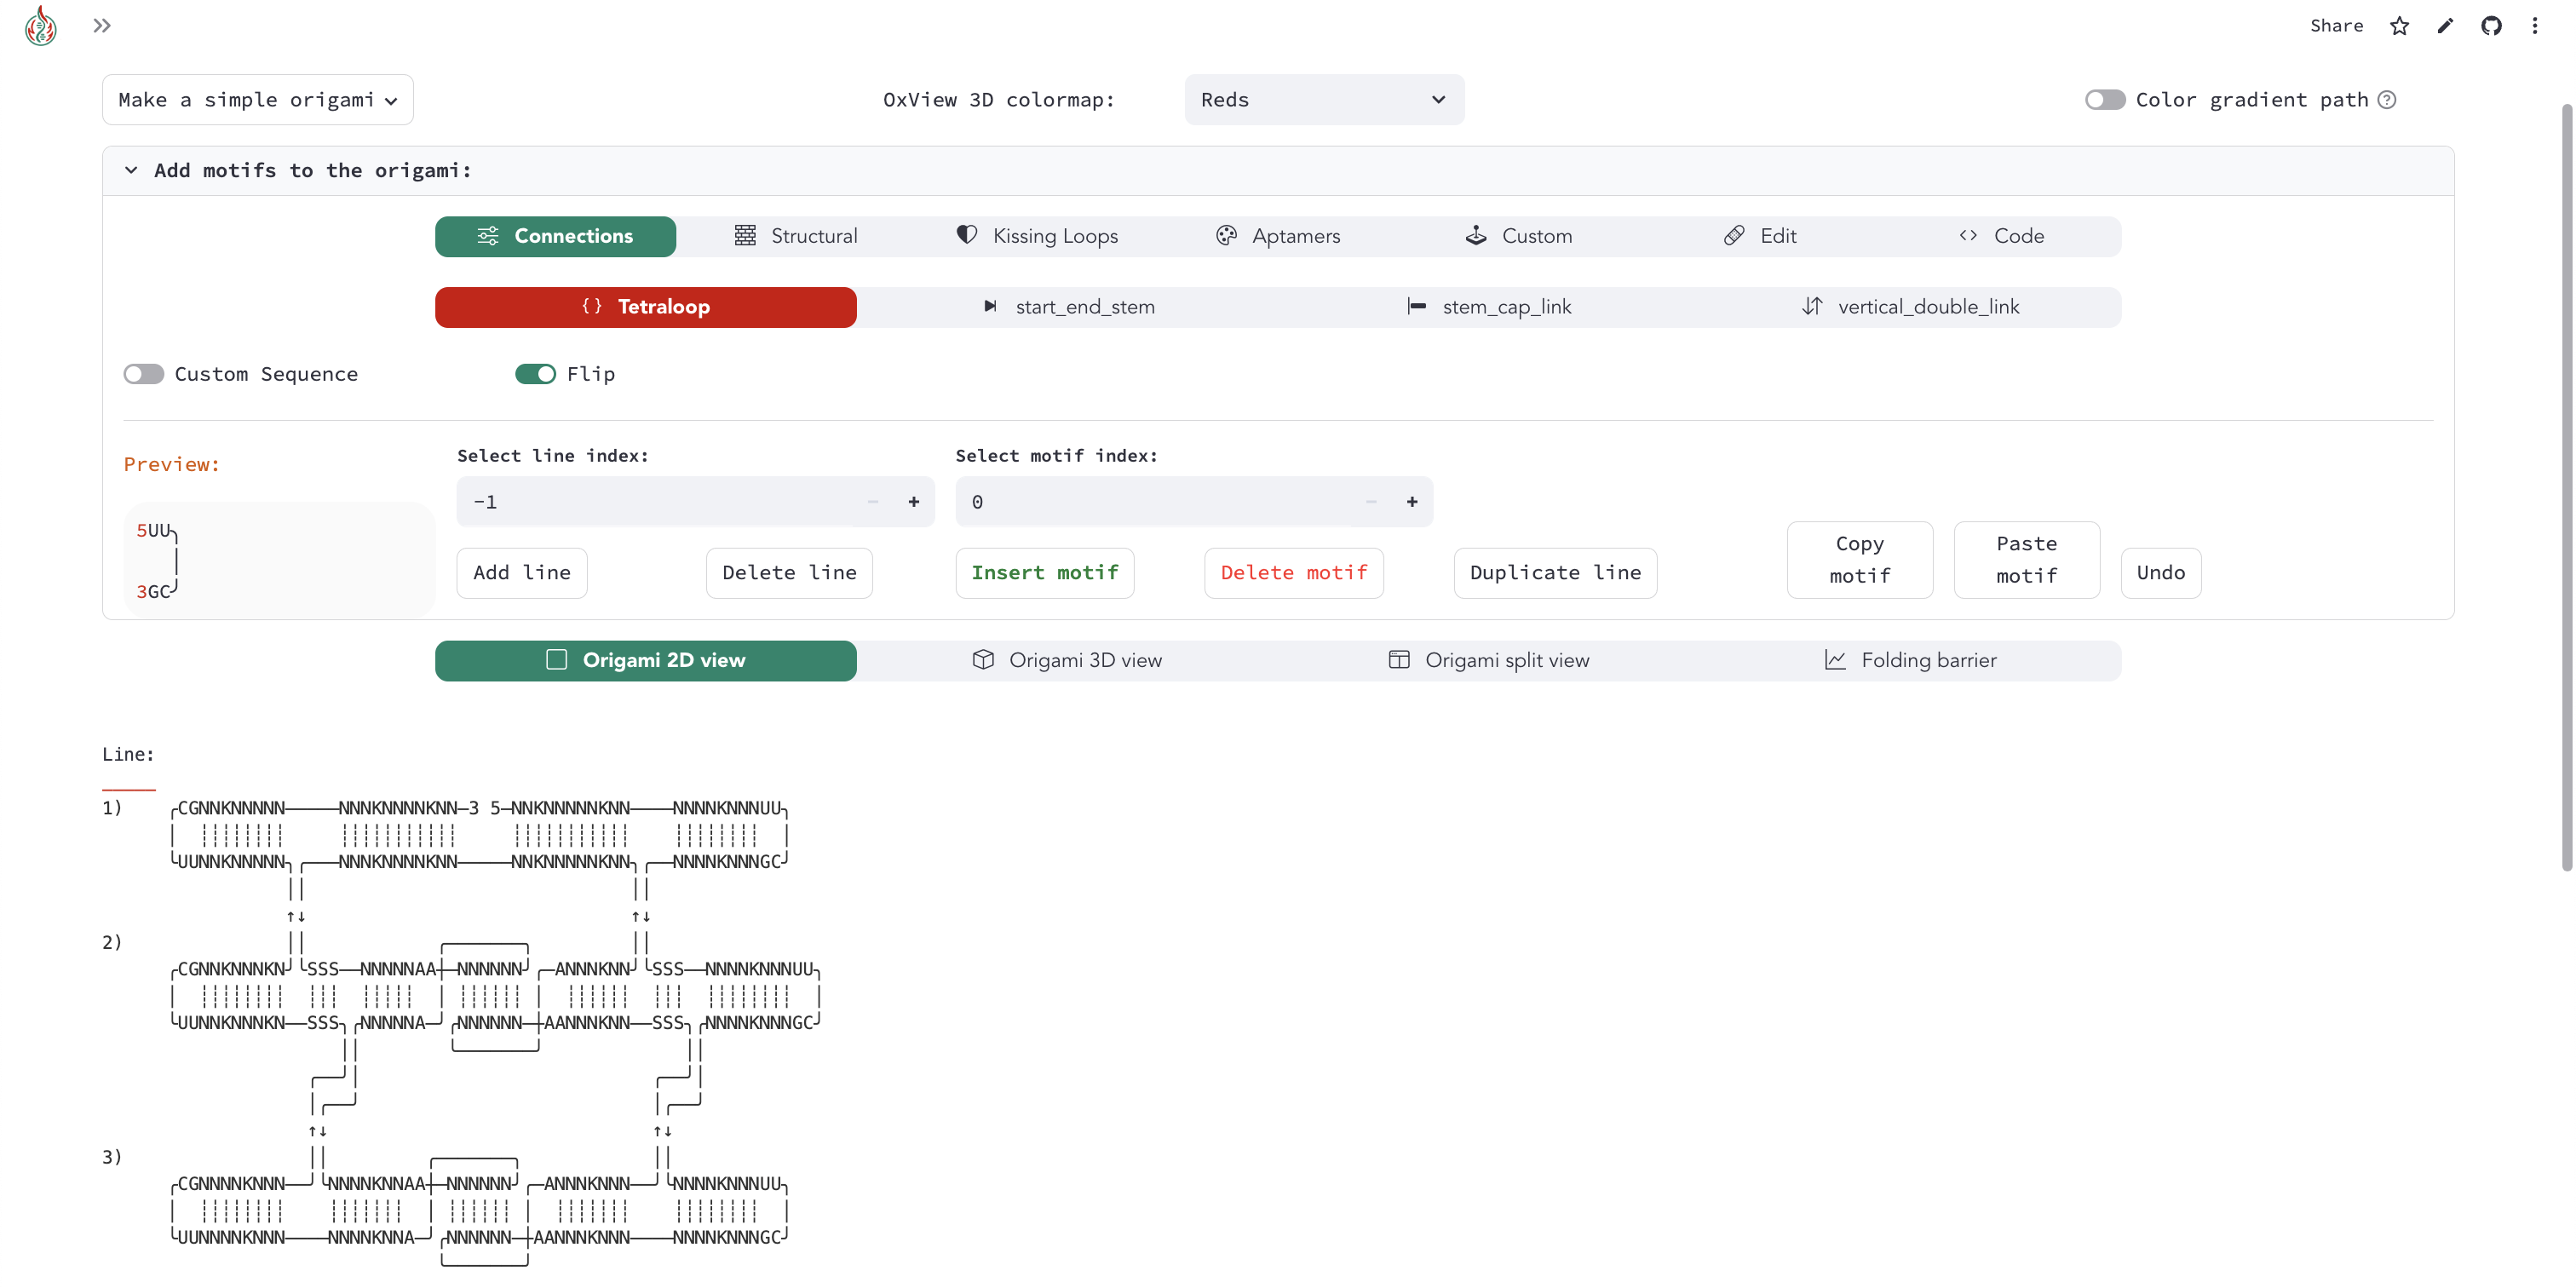 Share
Make a simple origami
OxView 3D colormap: Reds
Color gradient path
Add motifs to the origami:
Connections Structural Kissing Loops Aptamers Custom Edit Code
Tetraloop start_end_stem stem_cap_link vertical_double_link
Custom Sequence Flip
Preview:
Select line index: Select motif index:
-1 0
5UU╮
3GC╯
Add line Delete line Insert motif Delete motif Duplicate line Copy motif Paste motif Undo
Origami 2D view Origami 3D view Origami split view Folding barrier
Line:
1) ╭CGNNKNNNNN─────NNNKNNNNKNN─3 5─NNKNNNNNKNN────NNNNKNNNUU╮
╰UUNNKNNNNN╮╭───NNNKNNNNKNN─────NNKNNNNNKNN╮╭──NNNNKNNNGC╯
↑↓ ↑↓
2)
╭CGNNKNNNKN╯╰SSS──NNNNNAA┼─NNNNNN╯╭─ANNNKNN╯╰SSS──NNNNKNNNUU╮
╰UUNNKNNNKN──SSS╮╭NNNNNA─╯╭NNNNNN─┼AANNNKNN──SSS╮╭NNNNKNNNGC╯
↑↓ ↑↓
3)
╭CGNNNNKNNN──╯╰NNNNKNNAA┼─NNNNNN╯╭─ANNNKNNN──╯╰NNNNKNNNUU╮
╰UUNNNNKNNN────NNNNKNNA─╯╭NNNNNN─┼AANNNKNNN────NNNNKNNNGC╯